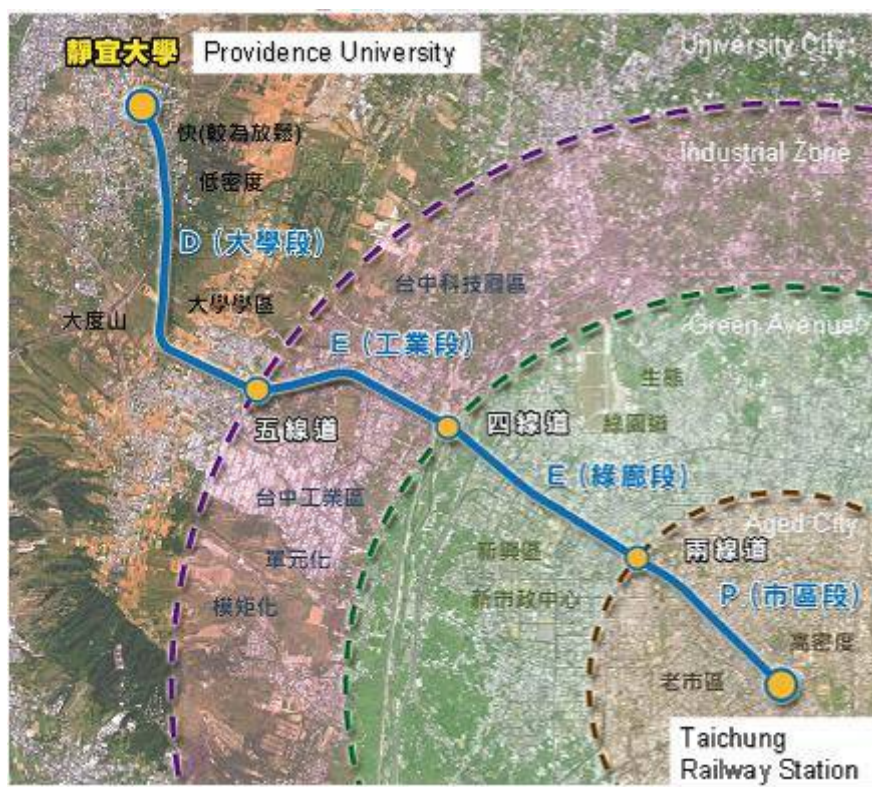 靜宜大學
Providence University
University City
快(較為放鬆)
低密度
Industrial Zone
D (大學段)
台中科技園區
大學學區
大度山
Green Avenue
E (工業段)
生態
五線道
四線道
綠園道
台中工業區
E (綠廊段)
Aged City
單元化
新興區
兩線道
模矩化
新市政中心
P (市區段)
高密度
老市區
Taichung
Railway Station